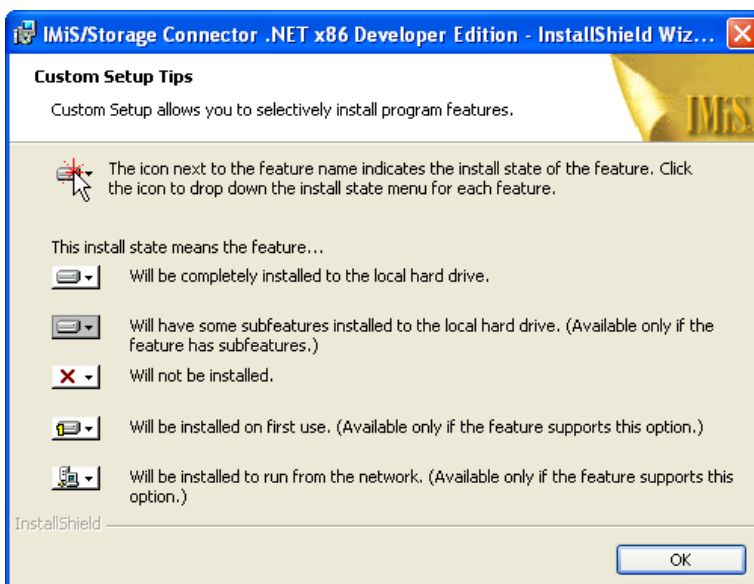 IMiS/Storage Connector .NET x86 Developer Edition - InstallShield Wiz...
Custom Setup Tips
Custom Setup allows you to selectively install program features.
IMiS
The icon next to the feature name indicates the install state of the feature. Click
the icon to drop down the install state menu for each feature.
This install state means the feature...
Will be completely installed to the local hard drive.
Will have some subfeatures installed to the local hard drive. (Available only if the
feature has subfeatures.)
Will not be installed.
Will be installed on first use. (Available only if the feature supports this option.)
Will be installed to run from the network. (Available only if the feature supports this
option.)
InstallShield
OK